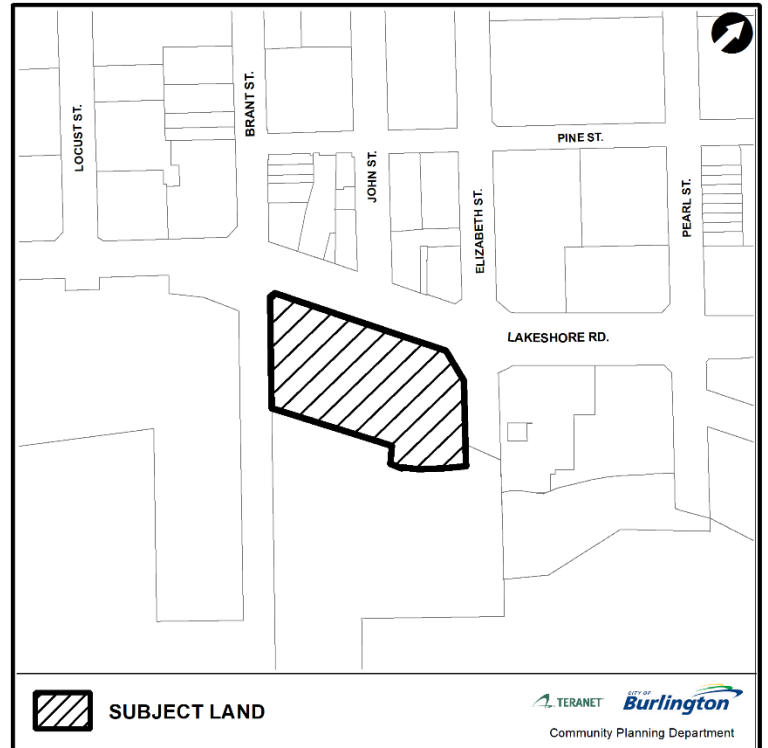 LOCUST ST.
BRANT ST.
JOHN ST.
ELIZABETH ST.
PINE ST.
PEARL ST.
LAKESHORE RD.
SUBJECT LAND
TERANET
CITY OF
Burlington
Community Planning Department